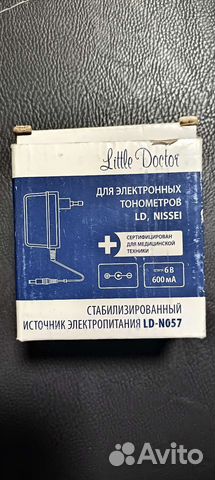 Little Doctor
ДЛЯ ЭЛЕКТРОННЫХ
ТОНОМЕТРОВ
LD, NISSEI
СЕРТИФИЦИРОВАН
ДЛЯ МЕДИЦИНСКОЙ
ТЕХНИКИ
6 В
600 мА
СТАБИЛИЗИРОВАННЫЙ
ИСТОЧНИК ЭЛЕКТРОПИТАНИЯ LD-N057
Avito